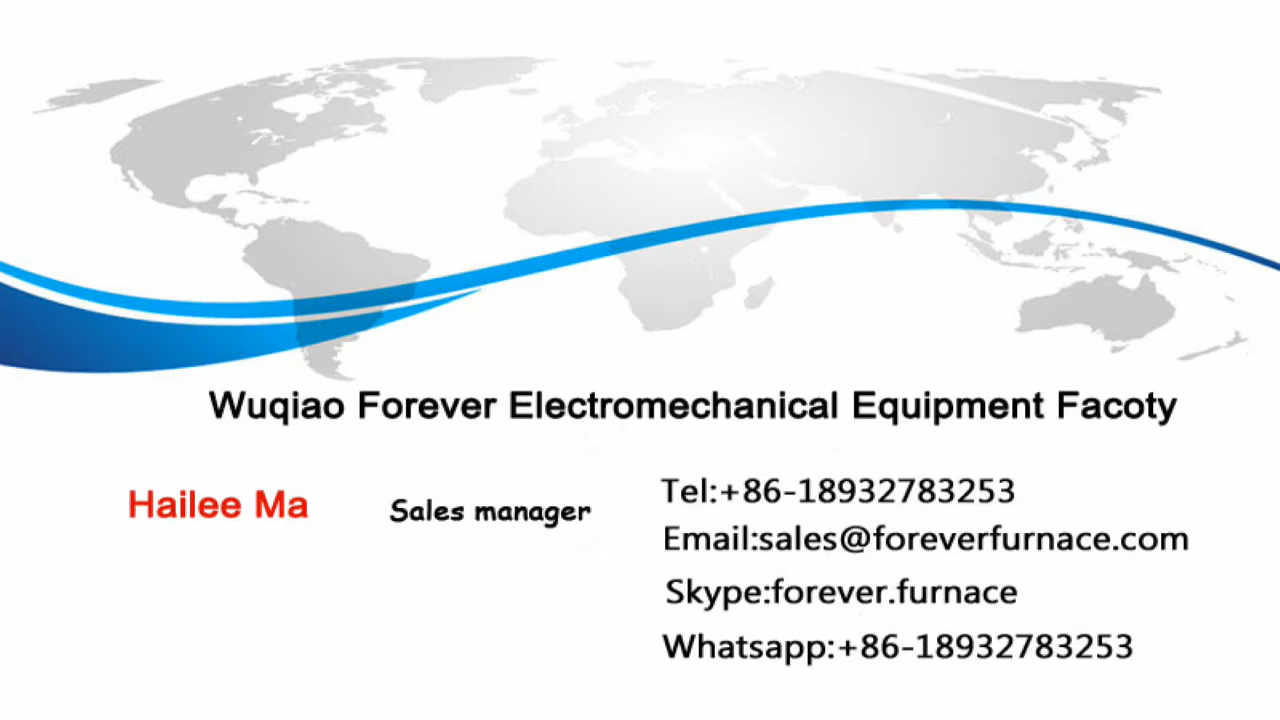 Wuqiao Forever Electromechanical Equipment Facoty
Hailee Ma
Sales manager
Tel:+86-18932783253
Email:sales@foreverfurnace.com
Skype:forever.furnace
Whatsapp:+86-18932783253